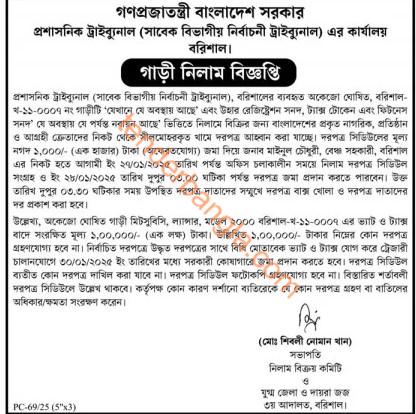 গণপ্রজাতন্ত্রী বাংলাদেশ সরকার
প্রশাসনিক ট্রাইব্যুনাল (সাবেক বিভাগীয় নির্বাচনী ট্রাইব্যুনাল) এর কার্যালয়
বরিশাল।
গাড়ী নিলাম বিজ্ঞপ্তি
প্রশাসনিক ট্রাইব্যুনাল (সাবেক বিভাগীয় নির্বাচনী ট্রাইব্যুনাল), বরিশালের ব্যবহৃত অকেজো ঘোষিত, বরিশাল-
খ-১১-০০০৭ নং গাড়ীটি ‘যেখানে যে অবস্থায় আছে’ এবং উহার রেজিস্ট্রেশন সনদ, ট্যাক্স টোকেন এবং ফিটনেস
সনদ’ যে অবস্থায় যে পর্যন্ত নবায়ন আছে’ ভিত্তিতে নিলামে বিক্রির জন্য বাংলাদেশের প্রকৃত নাগরিক, প্রতিষ্ঠান
ও আগ্রহী ক্রেতাদের নিকট থেকে সীলমোহরকৃত খামে দরপত্র আহবান করা যাচ্ছে। দরপত্র সিডিউলের মূল্য
নগদ ১,০০০/- (এক হাজার) টাকা (অফেরতযোগ্য) জমা দিয়ে জনাব মাইনুল চৌধুরী, বেঞ্চ সহকারী, বরিশাল
এর নিকট হতে আগামী ইং ২৭/০১/২০২৫ তারিখ পর্যন্ত অফিস চলাকালীন সময়ে নিলাম দরপত্র সিডিউল
সংগ্রহ ও ইং ২৮/০১/২০২৫ তারিখ দুপুর ০৩.০০ ঘটিকা পর্যন্ত দরপত্র জমা প্রদান করতে পারবেন। উক্ত
তারিখ দুপুর ০৩.৩০ ঘটিকার সময় উপস্থিত দরপত্র দাতাদের সম্মুখে দরপত্র বাক্স খোলা ও দরপত্র দাতাদের
দর প্রকাশ করা হবে।
উল্লেখ্য, অকেজো ঘোষিত গাড়ী মিটসুবিসি, ল্যান্সার, মডেল ২০০০ বরিশাল-খ-১১-০০০৭ এর ভ্যাট ও ট্যাক্স
বাদে সংরক্ষিত মূল্য ১,০০,০০০/- (এক লক্ষ) টাকা। উল্লিখিত ১,০০,০০০/- টাকার নিম্নের কোন দরপত্র
গ্রহণযোগ্য হবে না। নির্বাচিত দরপত্রে উদ্ধৃত দরপত্রের সাথে বিধি মোতাবেক ভ্যাট ও ট্যাক্স যোগ করে ট্রেজারী
চালানযোগে ৩০/০১/২০২৫ ইং তারিখের মধ্যে সরকারী কোষাগারে জমা প্রদান করতে হবে। দরপত্র সিডিউল
ব্যতীত কোন দরপত্র দাখিল করা যাবে না। দরপত্র সিডিউল ফটোকপি গ্রহণযোগ্য হবে না। বিস্তারিত শর্তাবলী
দরপত্র সিডিউলে উল্লেখ থাকবে। কর্তৃপক্ষ কোন কারণ দর্শানো ব্যতিরেকে যে কোন দরপত্র গ্রহণ বা বাতিলের
অধিকার/ক্ষমতা সংরক্ষণ করেন।
(মোঃ শিবলী নোমান খান)
সভাপতি
নিলাম বিক্রয় কমিটি
ও
যুগ্ম জেলা ও দায়রা জজ
৩য় আদালত, বরিশাল।
PC-69/25 (5"x3)